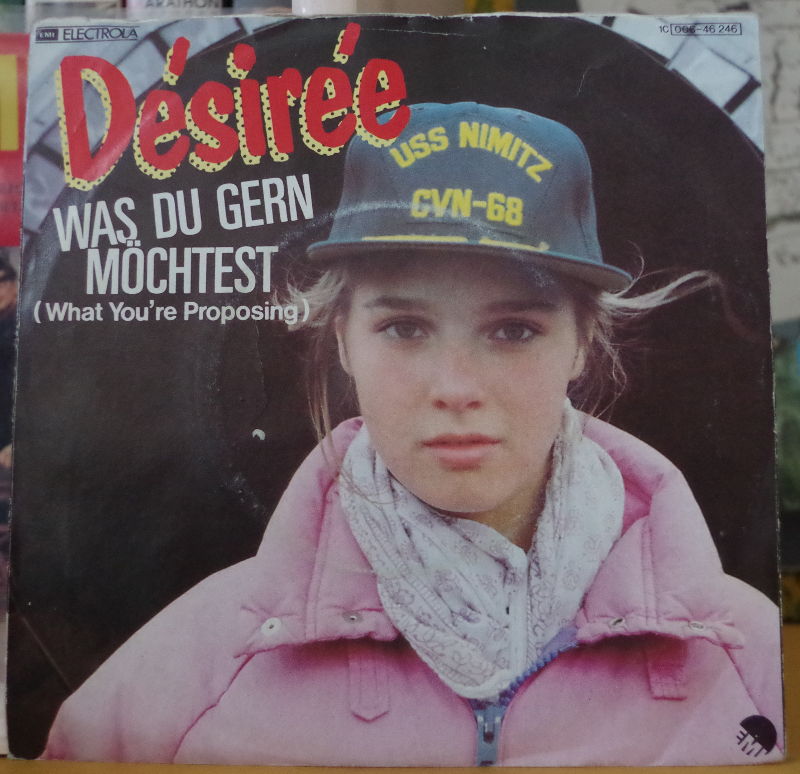 ARATHON
EMI ELECTROLA
1C 006-46 246
Désirée
WAS DU GERN
MÖCHTEST
(What You're Proposing)
USS NIMITZ
CVN-68
EMI